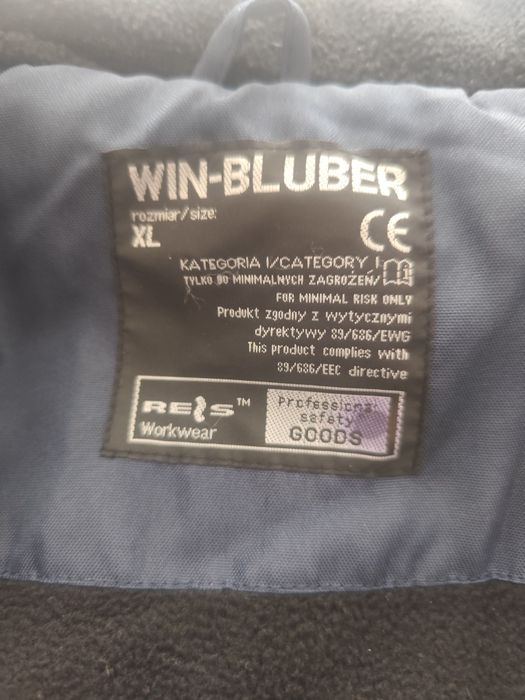 WIN-BLUBER
rozmiar/size:
XL
CE
KATEGORIA I/CATEGORY I
TYLKO DO MINIMALNYCH ZAGROŻEŃ/
FOR MINIMAL RISK ONLY
Produkt zgodny z wytycznymi
dyrektywy 89/686/EWG
This product complies with
89/686/EEC directive
REIS™
Workwear
Professional
safety
GOODS